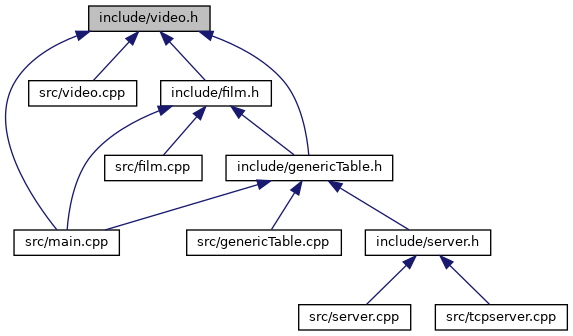 include/video.h
src/video.cpp
include/film.h
src/film.cpp
include/genericTable.h
src/main.cpp
src/genericTable.cpp
include/server.h
src/server.cpp
src/tcpserver.cpp